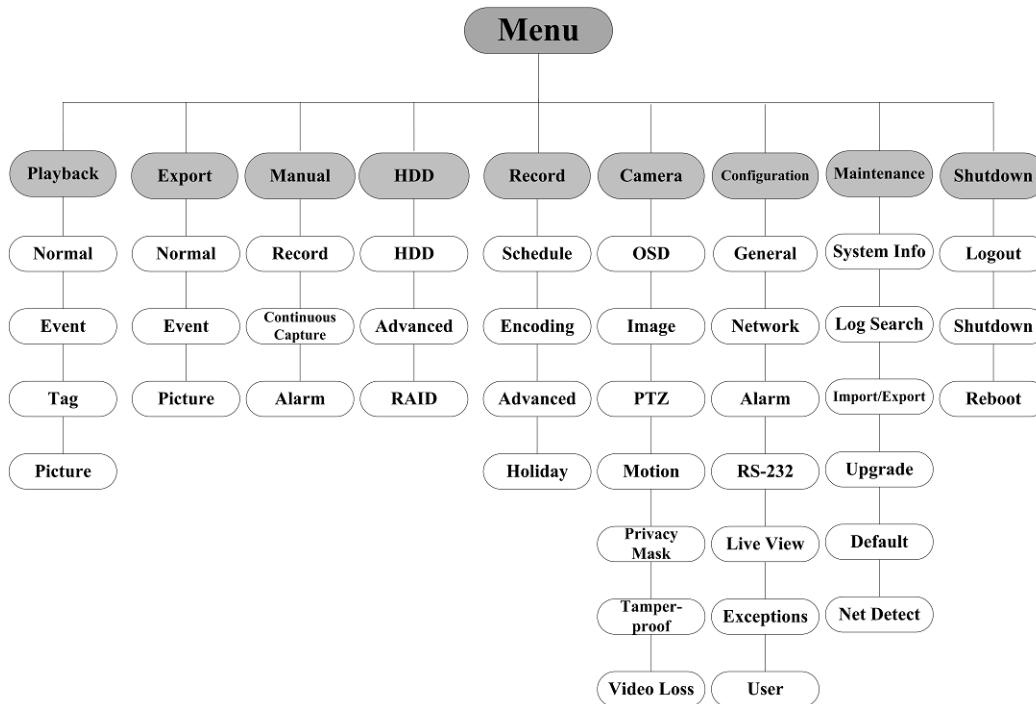 Menu
Playback
Export
Manual
HDD
Record
Camera
Configuration
Maintenance
Shutdown
Normal
Normal
Record
HDD
Schedule
OSD
General
System Info
Logout
Event
Event
Continuous
Capture
Advanced
Encoding
Image
Network
Log Search
Shutdown
Tag
Picture
Alarm
RAID
Advanced
PTZ
Alarm
Import/Export
Reboot
Picture
Holiday
Motion
RS-232
Upgrade
Privacy
Mask
Live View
Default
Tamper-
proof
Exceptions
Net Detect
Video Loss
User